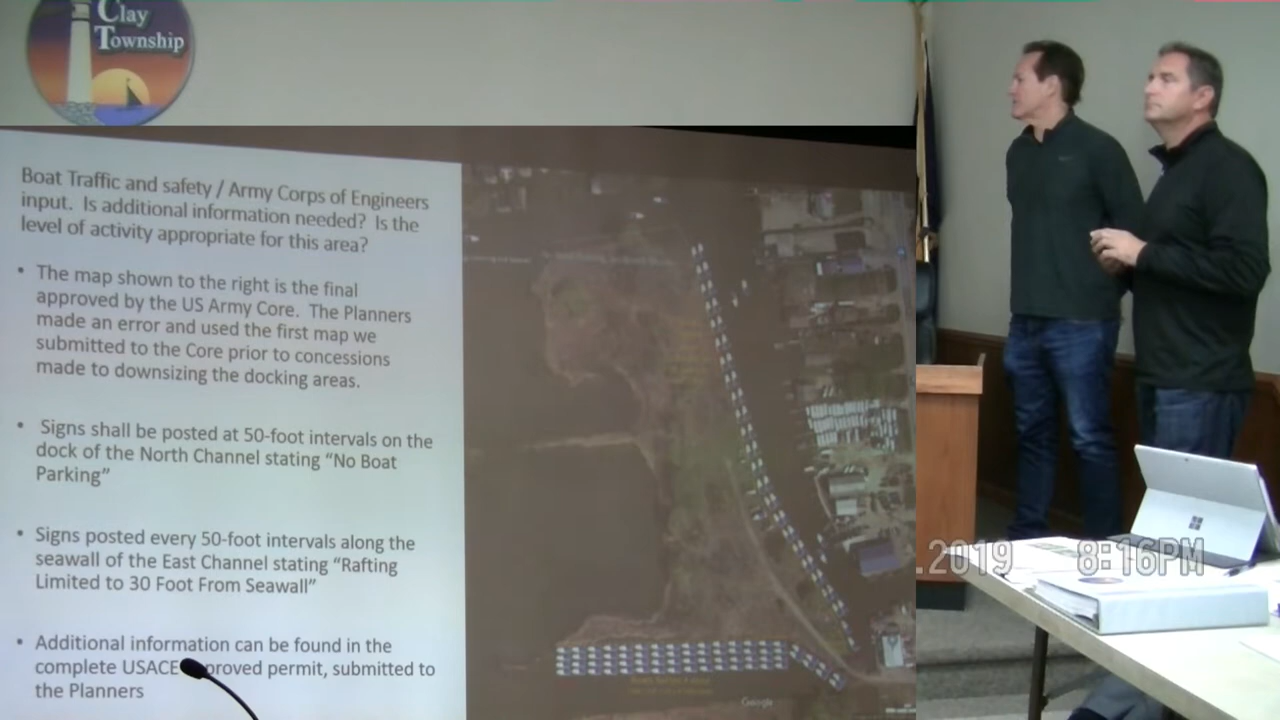 Clay
Township
Boat Traffic and safety / Army Corps of Engineers
input. Is additional information needed? Is the
level of activity appropriate for this area?
• The map shown to the right is the final
approved by the US Army Core. The Planners
made an error and used the first map we
submitted to the Core prior to concessions
made to downsizing the docking areas.
• Signs shall be posted at 50-foot intervals on the
dock of the North Channel stating “No Boat
Parking”
• Signs posted every 50-foot intervals along the
seawall of the East Channel stating “Rafting
Limited to 30 Foot From Seawall”
• Additional information can be found in the
complete USACE permit, submitted to
the Planners
Google
.2019 8:16PM